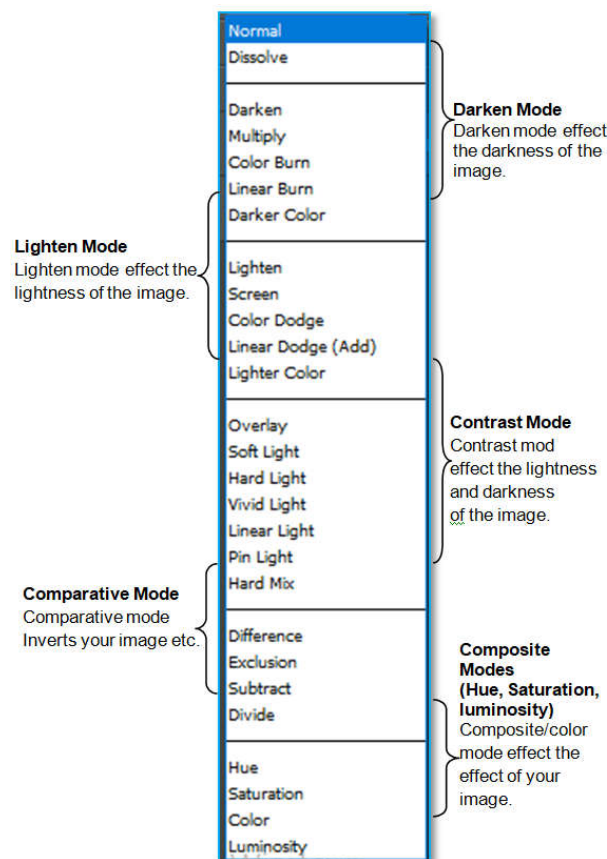 Normal
Dissolve
Darken
Multiply
Color Burn
Linear Burn
Darker Color
Lighten
Screen
Color Dodge
Linear Dodge (Add)
Lighter Color
Overlay
Soft Light
Hard Light
Vivid Light
Linear Light
Pin Light
Hard Mix
Difference
Exclusion
Subtract
Divide
Hue
Saturation
Color
Luminosity
Darken Mode
Darken mode effect
the darkness of the
image.
Lighten Mode
Lighten mode effect the
lightness of the image.
Contrast Mode
Contrast mod
effect the lightness
and darkness
of the image.
Comparative Mode
Comparative mode
Inverts your image etc.
Composite
Modes
(Hue, Saturation,
luminosity)
Composite/color
mode effect the
effect of your
image.